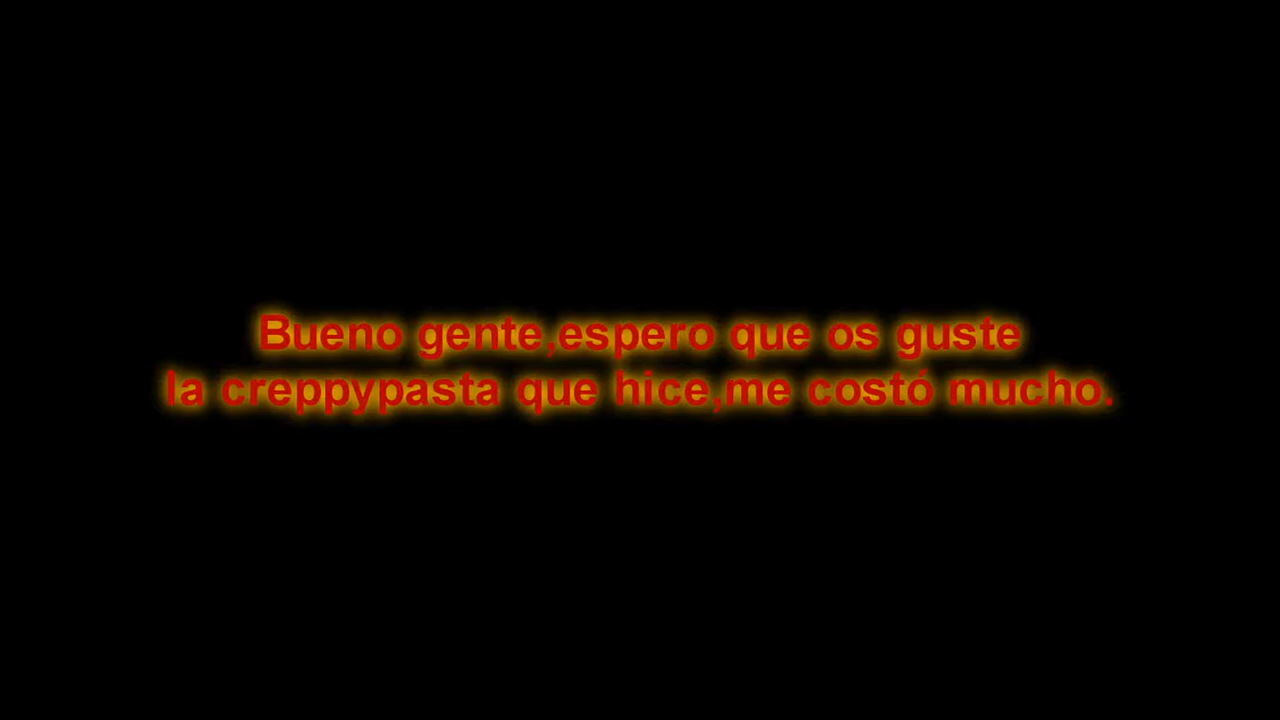 Bueno gente,espero que os guste
la creppypasta que hice,me costó mucho.